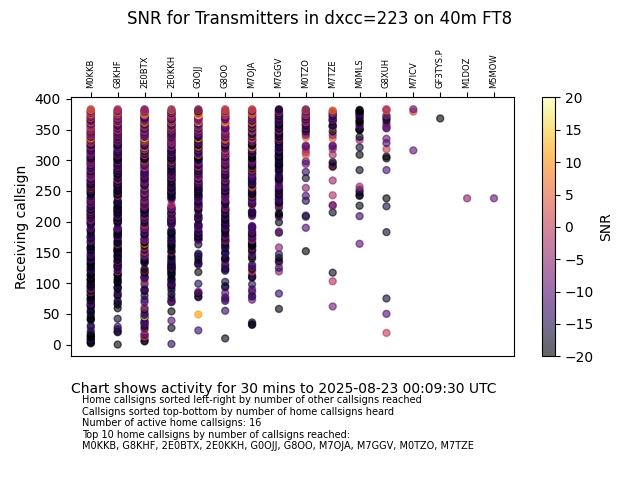 SNR for Transmitters in dxcc=223 on 40m FT8
M0KKB G8KHF 2E0BTX 2E0KKH G0OJJ G8OO M7OJA M7GGV M0TZO M7TZE M0MLS G8XUH M7ICV GF3TYS.P M1DOZ M5MOW
400
350
300
250
200
150
100
50
0
Receiving callsign
20
15
10
5
0
−5
−10
−15
−20
SNR
Chart shows activity for 30 mins to 2025-08-23 00:09:30 UTC
Home callsigns sorted left-right by number of other callsigns reached
Callsigns sorted top-bottom by number of home callsigns heard
Number of active home callsigns: 16
Top 10 home callsigns by number of callsigns reached:
M0KKB, G8KHF, 2E0BTX, 2E0KKH, G0OJJ, G8OO, M7OJA, M7GGV, M0TZO, M7TZE